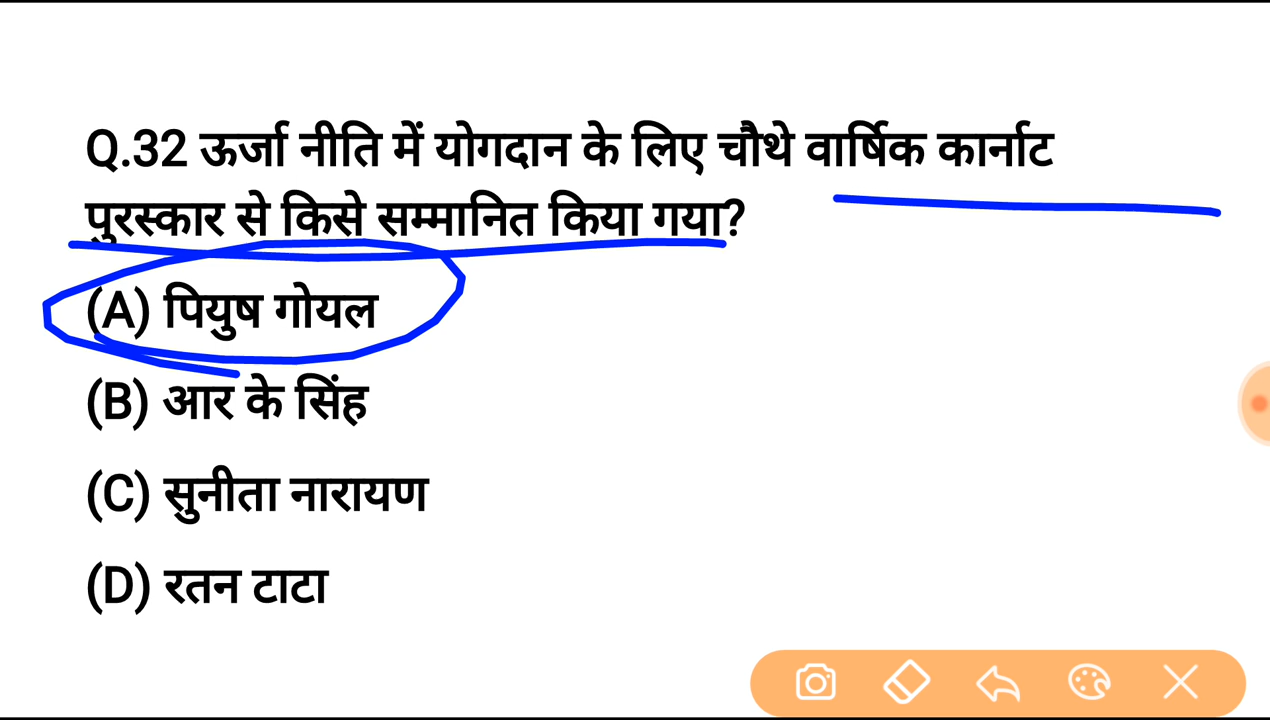 Q.32 ऊर्जा नीति में योगदान के लिए चौथे वार्षिक कार्नाट
पुरस्कार से किसे सम्मानित किया गया?
(A) पियुष गोयल
(B) आर के सिंह
(C) सुनीता नारायण
(D) रतन टाटा